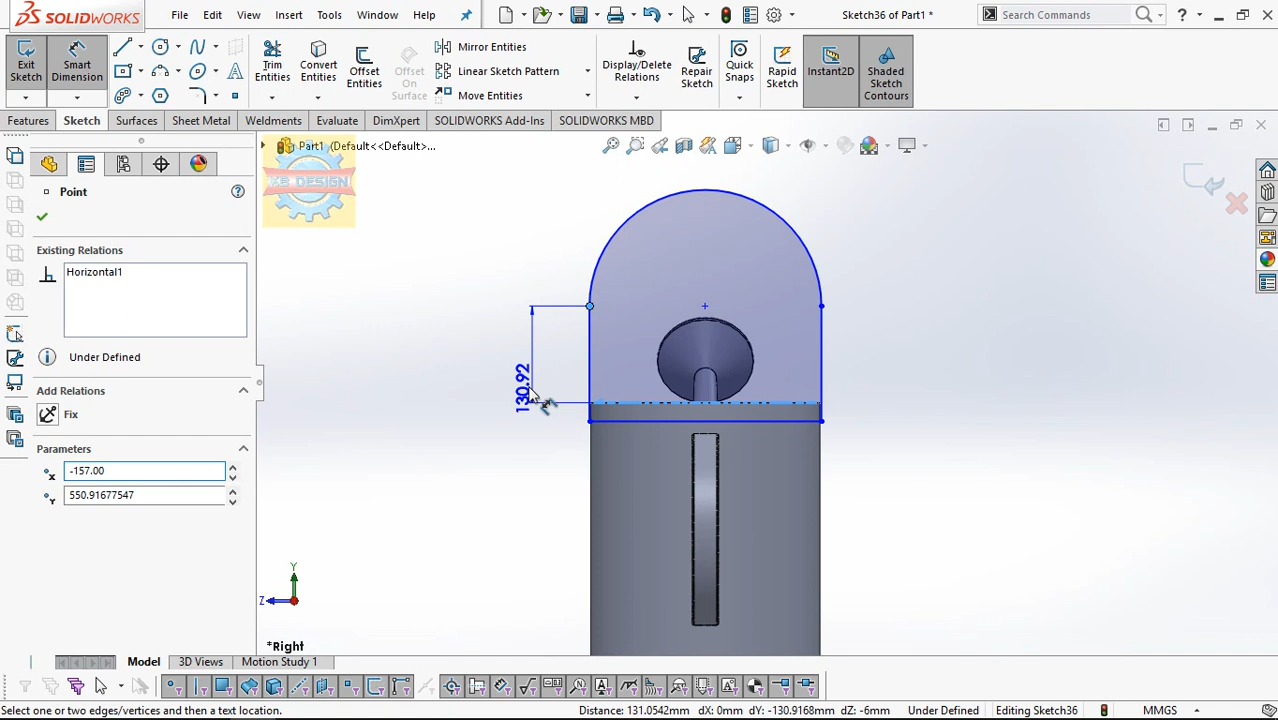 SOLIDWORKS
File Edit View Insert Tools Window Help
Sketch36 of Part1 *
Search Commands
?
Exit Sketch
Smart Dimension
Trim Entities
Convert Entities
Offset Entities
Offset On Surface
Mirror Entities
Linear Sketch Pattern
Move Entities
Display/Delete Relations
Repair Sketch
Quick Snaps
Rapid Sketch
Instant2D
Shaded Sketch Contours
Features Sketch Surfaces Sheet Metal Weldments Evaluate DimXpert SOLIDWORKS Add-Ins SOLIDWORKS MBD
Part1 (Default<<Default>...
KB DESIGN
Point
Existing Relations
Horizontal1
Under Defined
Add Relations
Fix
Parameters
-157.00
550.91677547
130.92
Y
Z
*Right
Model 3D Views Motion Study 1
Select one or two edges/vertices and then a text location.
Distance: 131.0542mm dX: 0mm dY: -130.9168mm dZ: -6mm Under Defined Editing Sketch36 MMGS